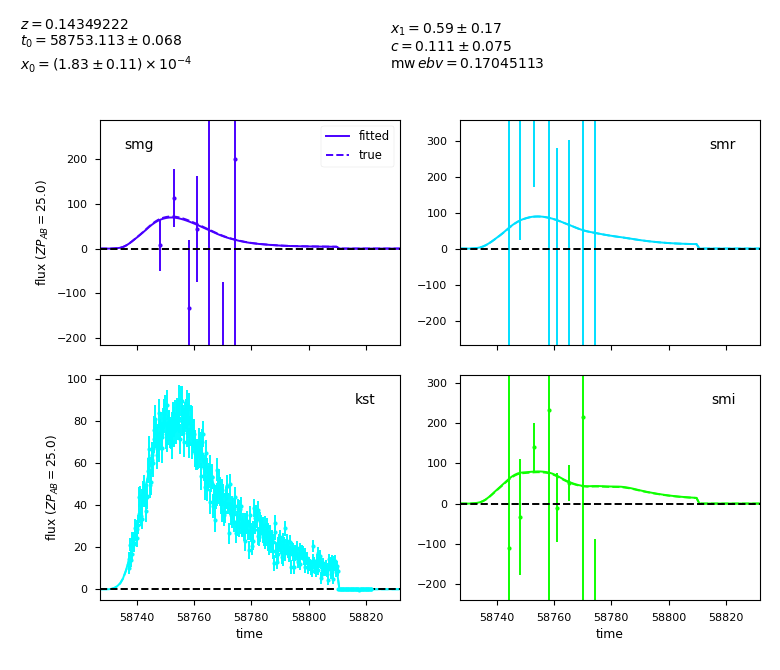 z = 0.14349222
t₀ = 58753.113 ± 0.068
x₀ = (1.83 ± 0.11) × 10⁻⁴
x₁ = 0.59 ± 0.17
c = 0.111 ± 0.075
mw ebv = 0.17045113
smg
fitted
true
200
100
0
−100
−200
flux (ZP_AB = 25.0)
smr
300
200
100
0
−100
−200
kst
100
80
60
40
20
0
flux (ZP_AB = 25.0)
58740 58760 58780 58800 58820
time
smi
300
200
100
0
−100
−200
58740 58760 58780 58800 58820
time